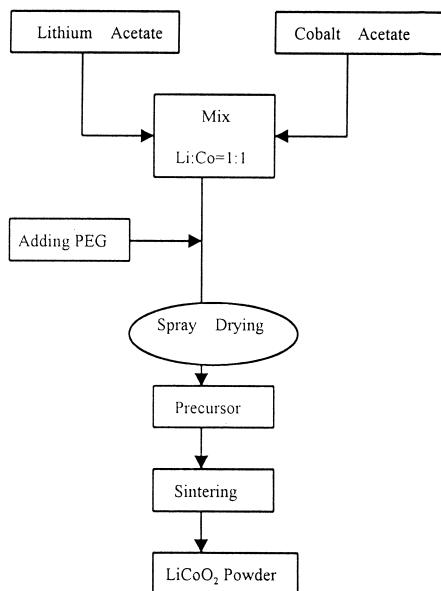 Lithium Acetate
Cobalt Acetate
Mix
Li:Co=1:1
Adding PEG
Spray Drying
Precursor
Sintering
LiCoO₂ Powder